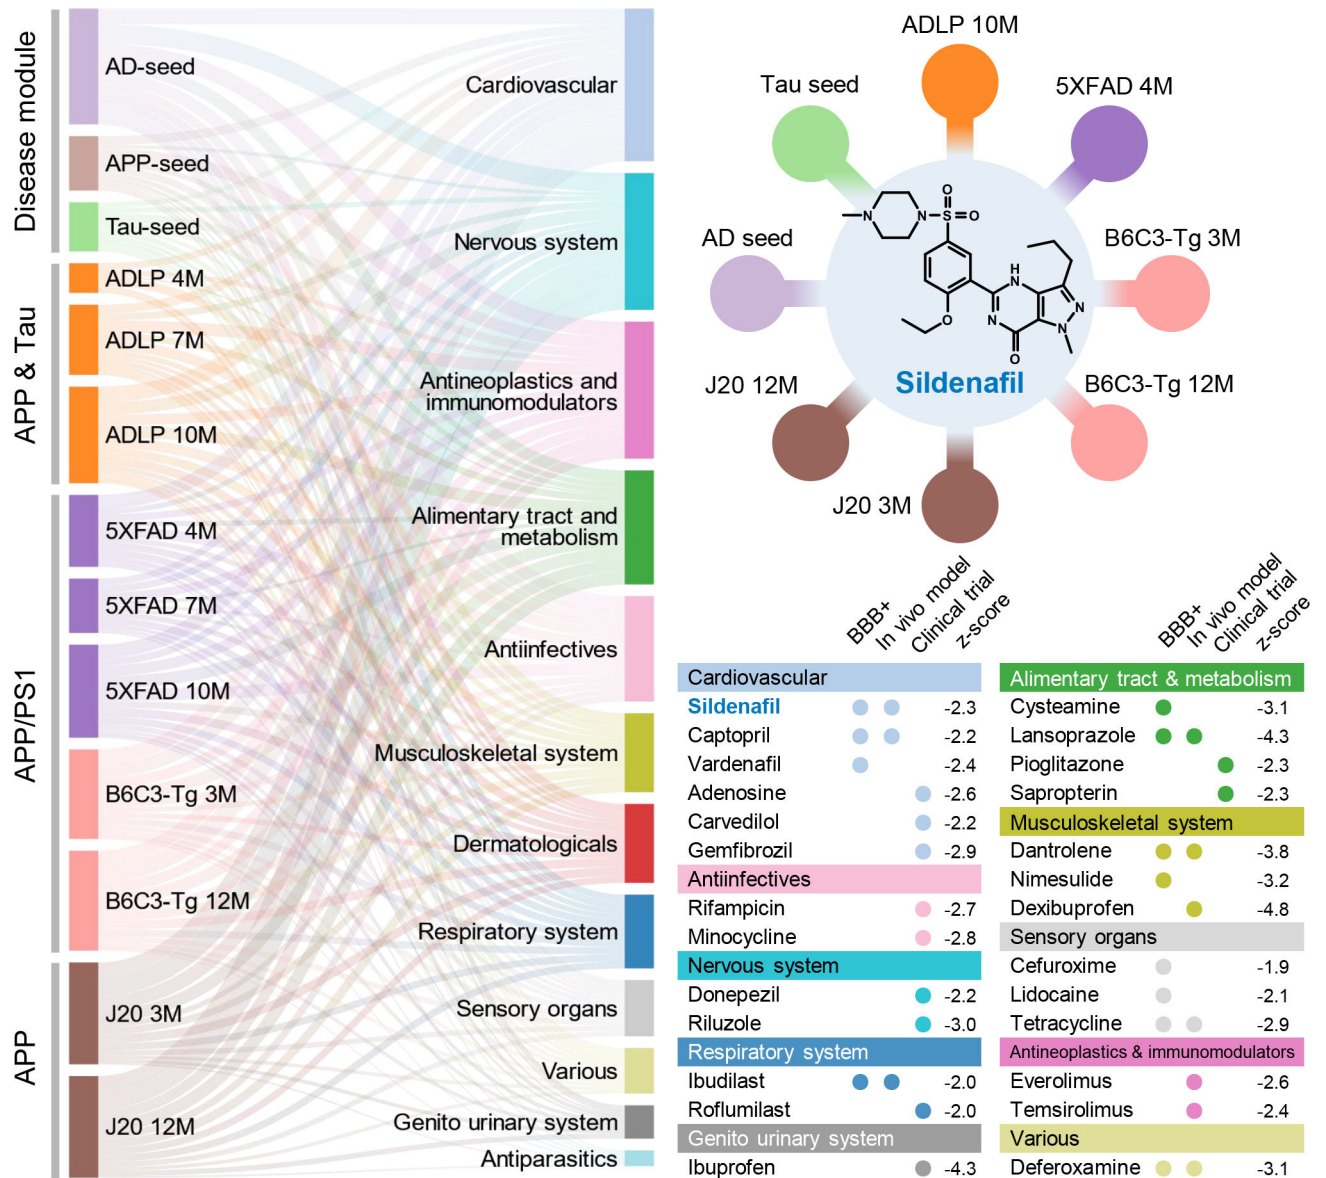 Disease module
AD-seed
APP-seed
Tau-seed
APP & Tau
ADLP 4M
ADLP 7M
ADLP 10M
APP/PS1
5XFAD 4M
5XFAD 7M
5XFAD 10M
B6C3-Tg 3M
B6C3-Tg 12M
APP
J20 3M
J20 12M
Cardiovascular
Nervous system
Antineoplastics and
immunomodulators
Alimentary tract and
metabolism
Antiinfectives
Musculoskeletal system
Dermatologicals
Respiratory system
Sensory organs
Various
Genito urinary system
Antiparasitics
ADLP 10M
Tau seed
5XFAD 4M
AD seed
B6C3-Tg 3M
J20 12M
B6C3-Tg 12M
J20 3M
N
N
S
O
O
O
H
N
N
O
N
N
Sildenafil
BBB+ In vivo model Clinical trial z-score
Cardiovascular
Sildenafil -2.3
Captopril -2.2
Vardenafil -2.4
Adenosine -2.6
Carvedilol -2.2
Gemfibrozil -2.9
Antiinfectives
Rifampicin -2.7
Minocycline -2.8
Nervous system
Donepezil -2.2
Riluzole -3.0
Respiratory system
Ibudilast -2.0
Roflumilast -2.0
Genito urinary system
Ibuprofen -4.3
BBB+ In vivo model Clinical trial z-score
Alimentary tract & metabolism
Cysteamine -3.1
Lansoprazole -4.3
Pioglitazone -2.3
Sapropterin -2.3
Musculoskeletal system
Dantrolene -3.8
Nimesulide -3.2
Dexibuprofen -4.8
Sensory organs
Cefuroxime -1.9
Lidocaine -2.1
Tetracycline -2.9
Antineoplastics & immunomodulators
Everolimus -2.6
Temsirolimus -2.4
Various
Deferoxamine -3.1